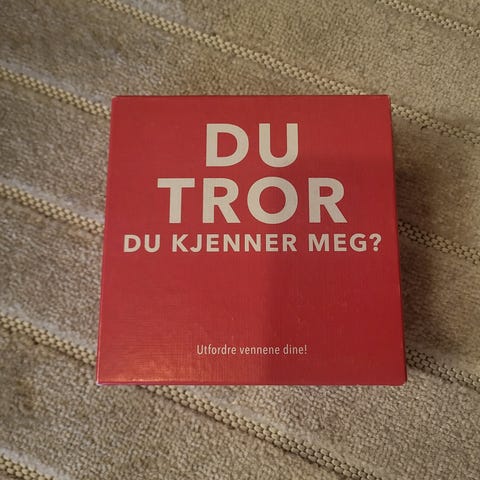 DU
TROR
DU KJENNER MEG?
Utfordre vennene dine!